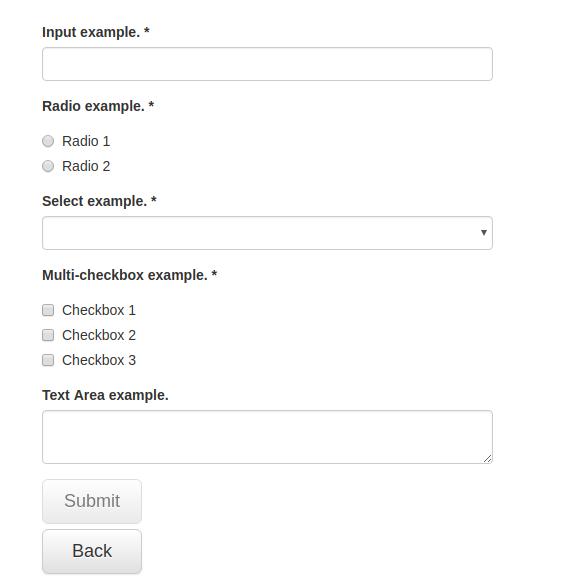 Input example. *
Radio example. *
Radio 1
Radio 2
Select example. *
Multi-checkbox example. *
Checkbox 1
Checkbox 2
Checkbox 3
Text Area example.
Submit
Back